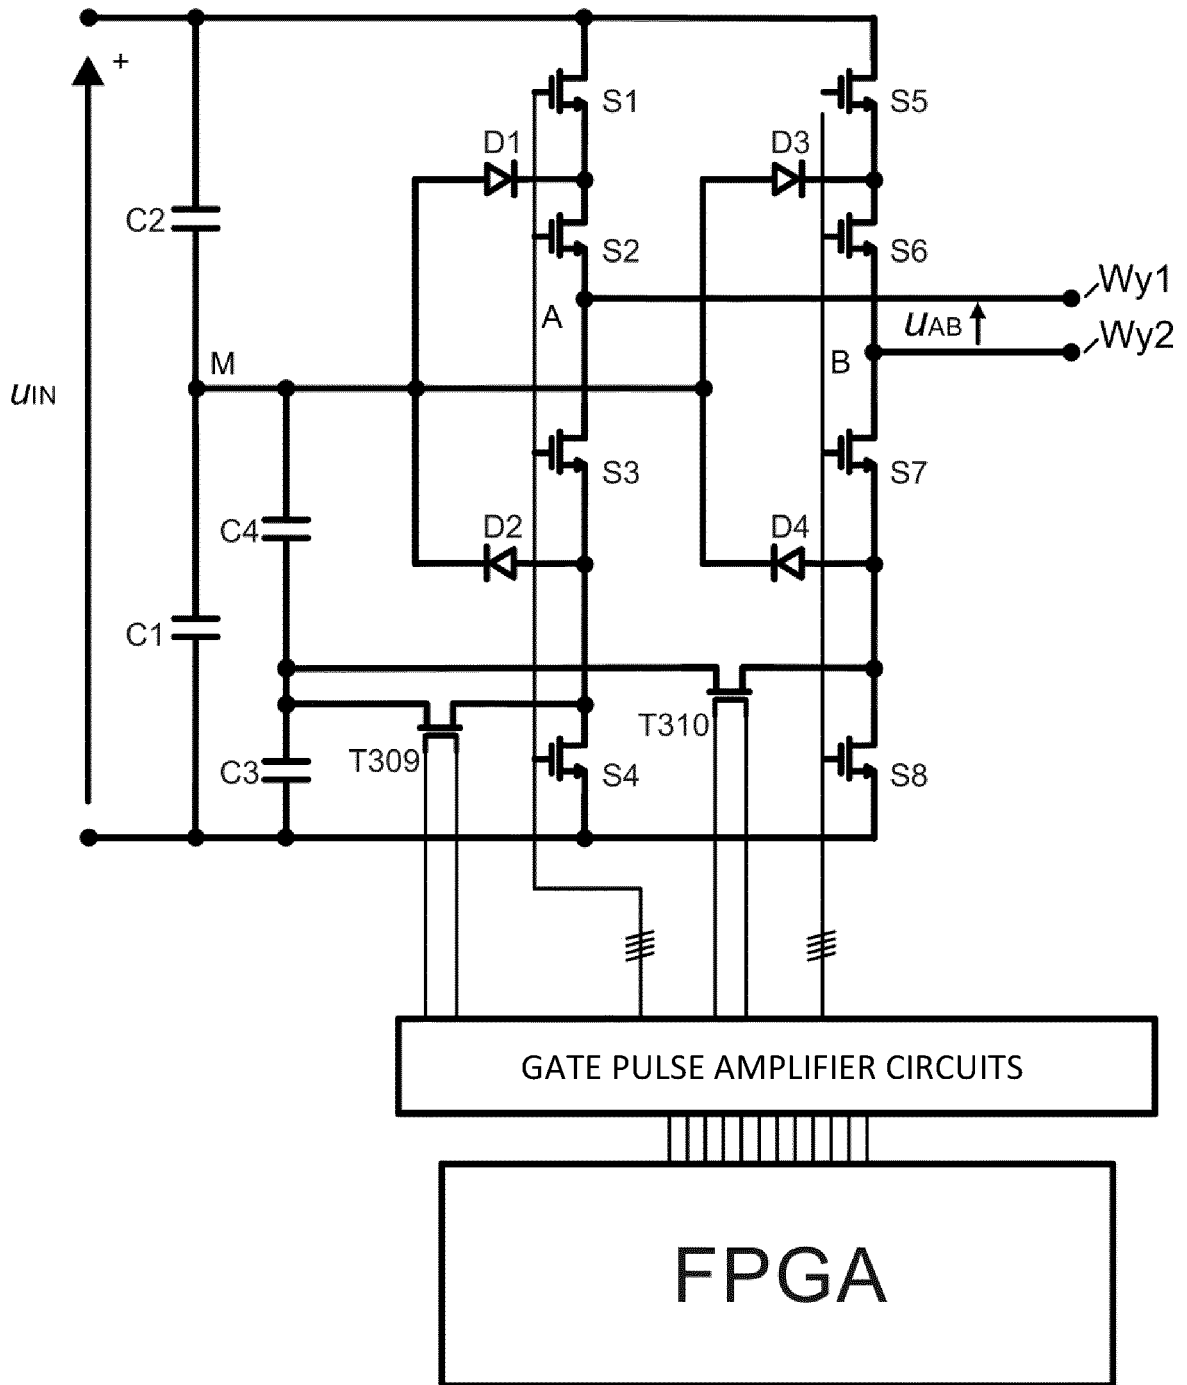 +
S1
S5
D1
D3
C2
S2
S6
Wy1
A
uAB
Wy2
M
B
uIN
S3
S7
C4
D2
D4
C1
T310
T309
C3
S4
S8
GATE PULSE AMPLIFIER CIRCUITS
FPGA